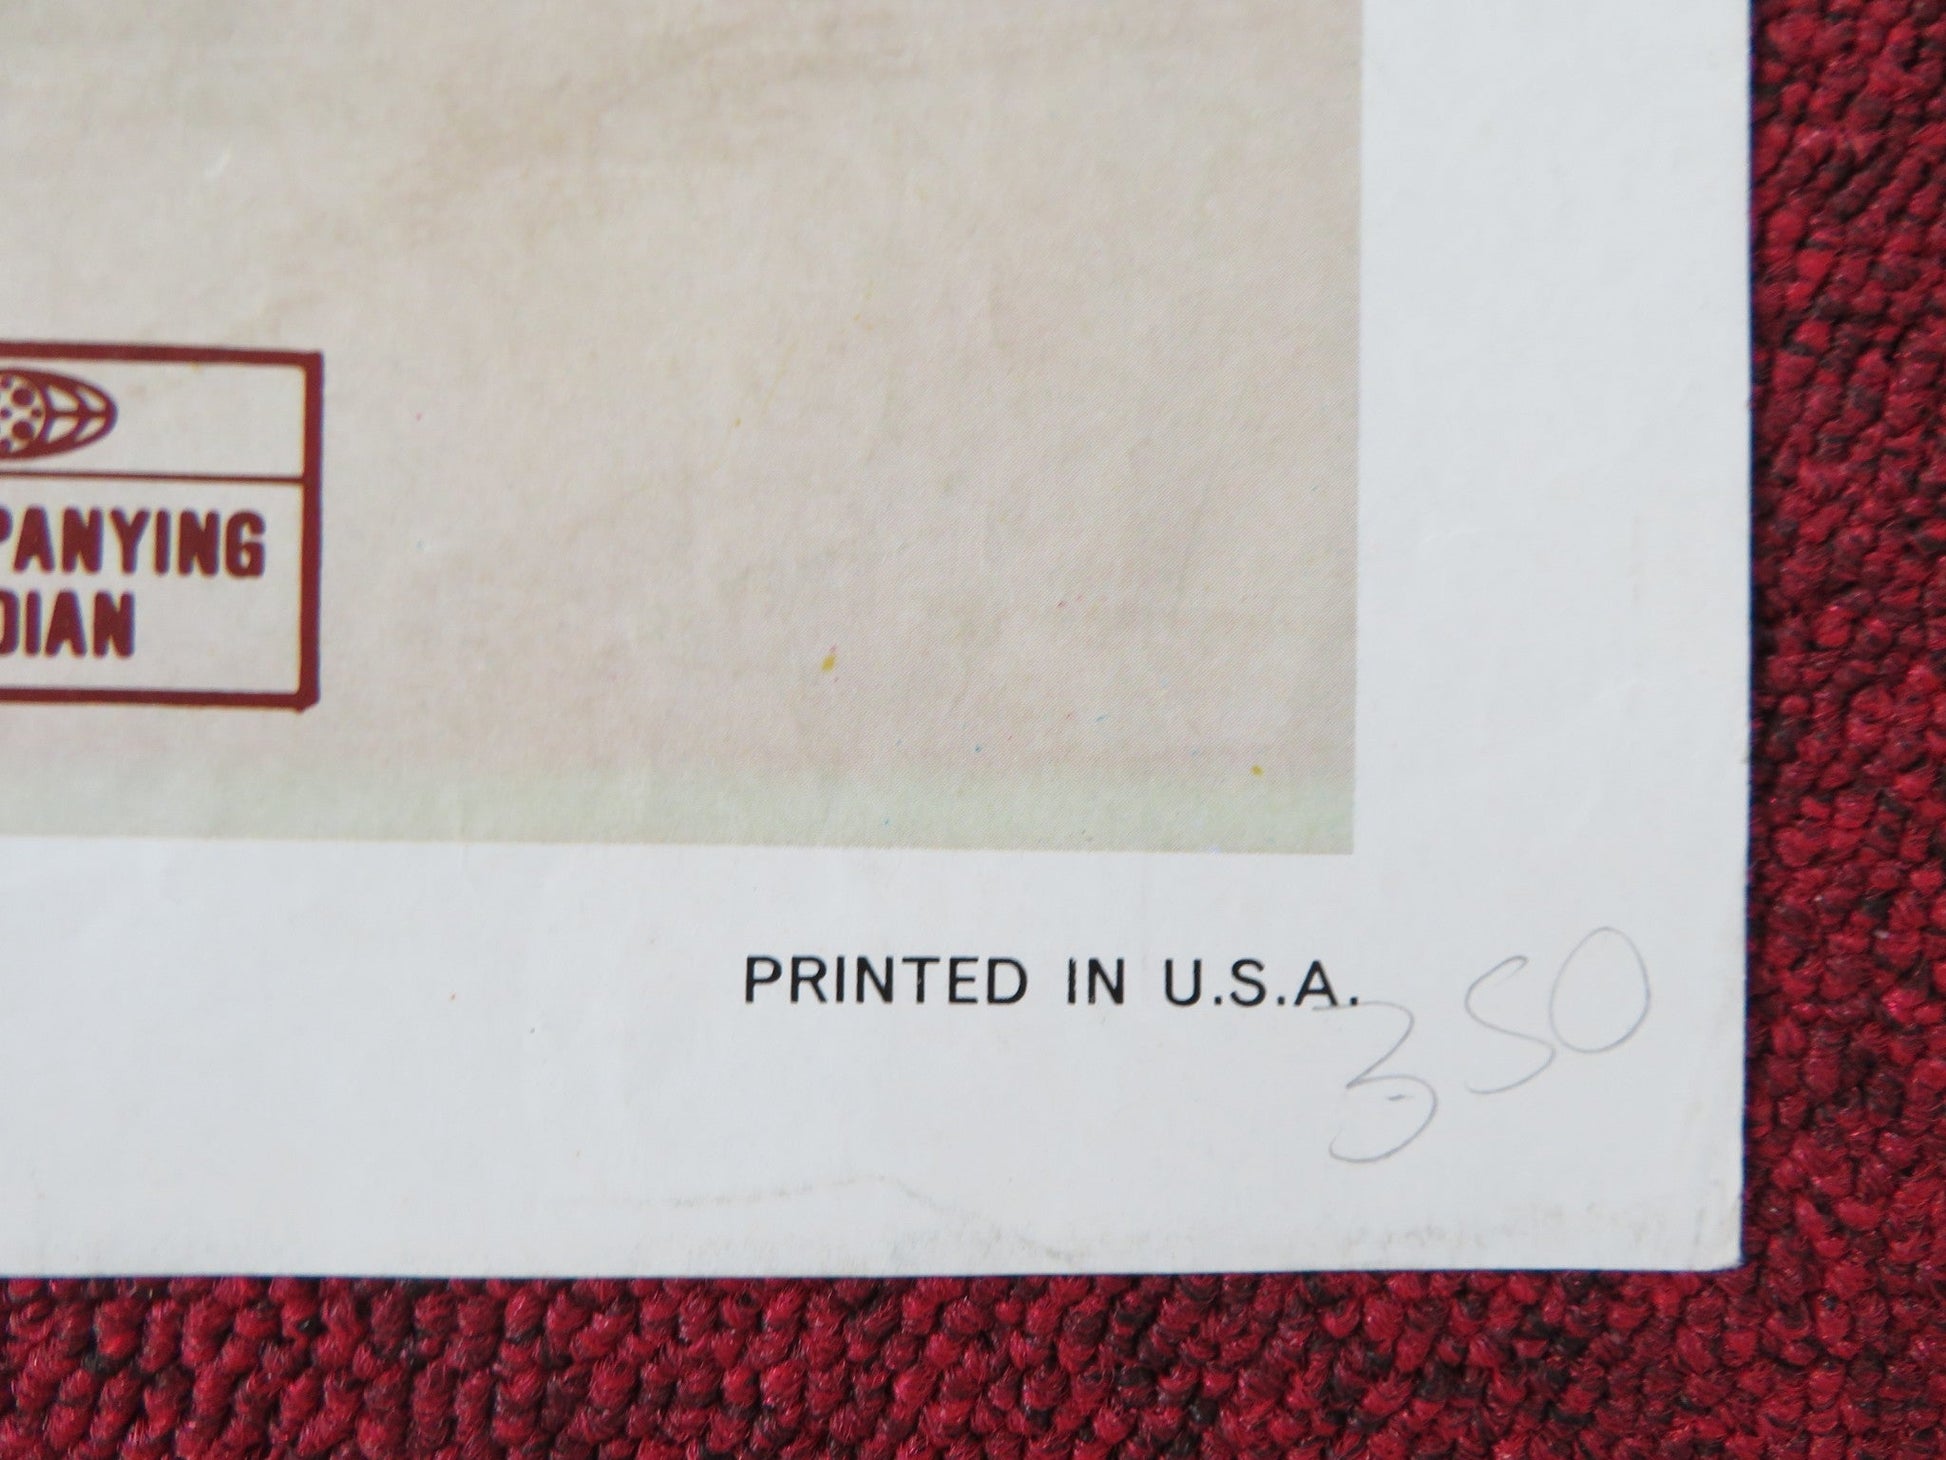 PANYING
DIAN
PRINTED IN U.S.A.
350